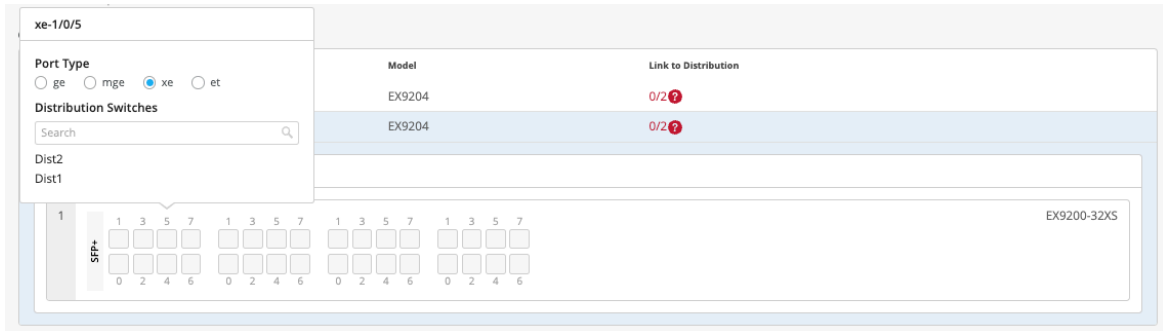 xe-1/0/5
Port Type
ge mge xe et
Distribution Switches
Search
Dist2
Dist1
Model Link to Distribution
EX9204 0/2?
EX9204 0/2?
1 EX9200-32XS
SFP+
1 3 5 7 1 3 5 7 1 3 5 7 1 3 5 7
0 2 4 6 0 2 4 6 0 2 4 6 0 2 4 6